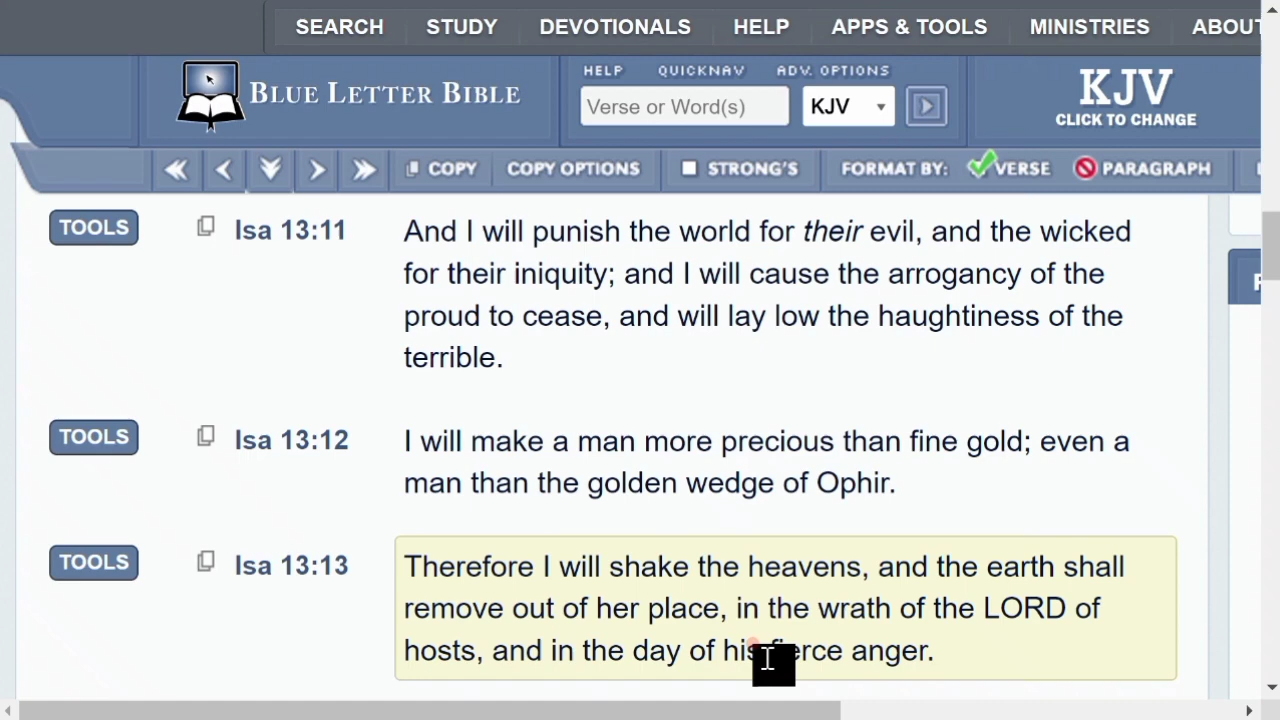 SEARCH STUDY DEVOTIONALS HELP APPS & TOOLS MINISTRIES ABOUT
HELP QUICKNAV ADV. OPTIONS
BLUE LETTER BIBLE
Verse or Word(s) KJV
KJV
CLICK TO CHANGE
COPY COPY OPTIONS STRONG'S FORMAT BY: VERSE PARAGRAPH
TOOLS Isa 13:11 And I will punish the world for their evil, and the wicked
for their iniquity; and I will cause the arrogancy of the
proud to cease, and will lay low the haughtiness of the
terrible.
TOOLS Isa 13:12 I will make a man more precious than fine gold; even a
man than the golden wedge of Ophir.
TOOLS Isa 13:13 Therefore I will shake the heavens, and the earth shall
remove out of her place, in the wrath of the LORD of
hosts, and in the day of his fierce anger.